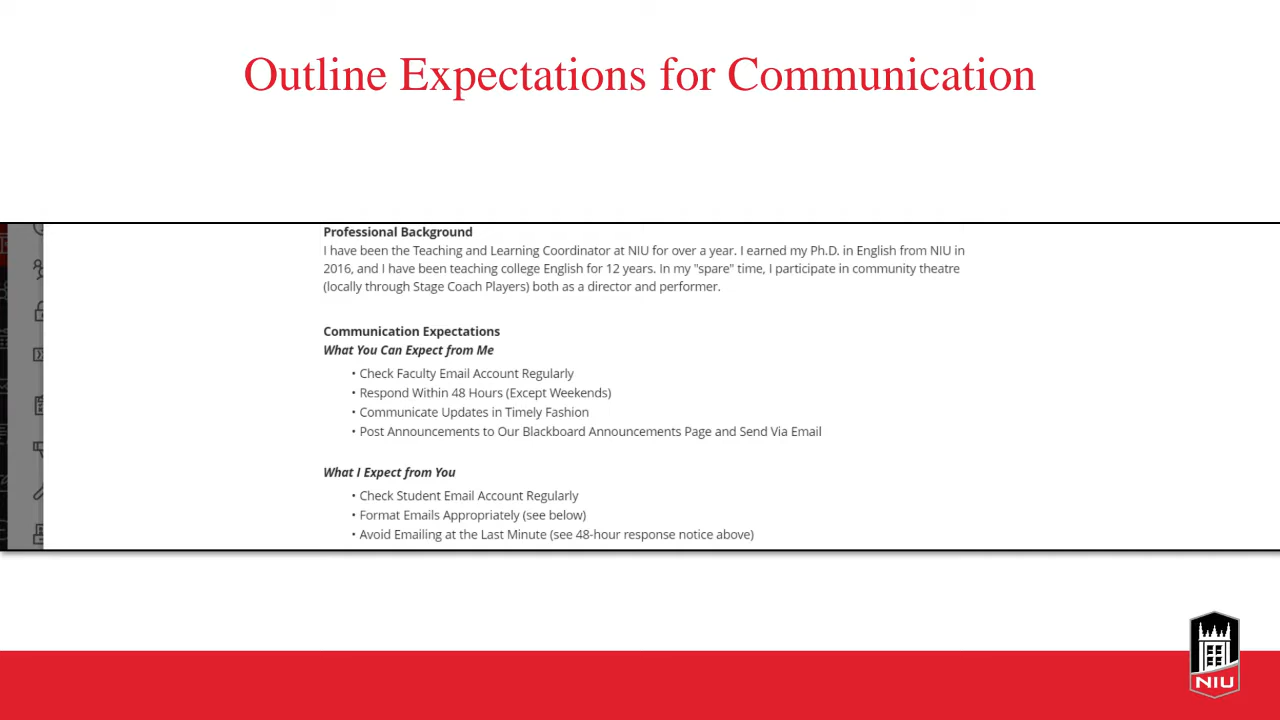 Outline Expectations for Communication
Professional Background
I have been the Teaching and Learning Coordinator at NIU for over a year. I earned my Ph.D. in English from NIU in
2016, and I have been teaching college English for 12 years. In my "spare" time, I participate in community theatre
(locally through Stage Coach Players) both as a director and performer.
Communication Expectations
What You Can Expect from Me
• Check Faculty Email Account Regularly
• Respond Within 48 Hours (Except Weekends)
• Communicate Updates in Timely Fashion
• Post Announcements to Our Blackboard Announcements Page and Send Via Email
What I Expect from You
• Check Student Email Account Regularly
• Format Emails Appropriately (see below)
• Avoid Emailing at the Last Minute (see 48-hour response notice above)
NIU